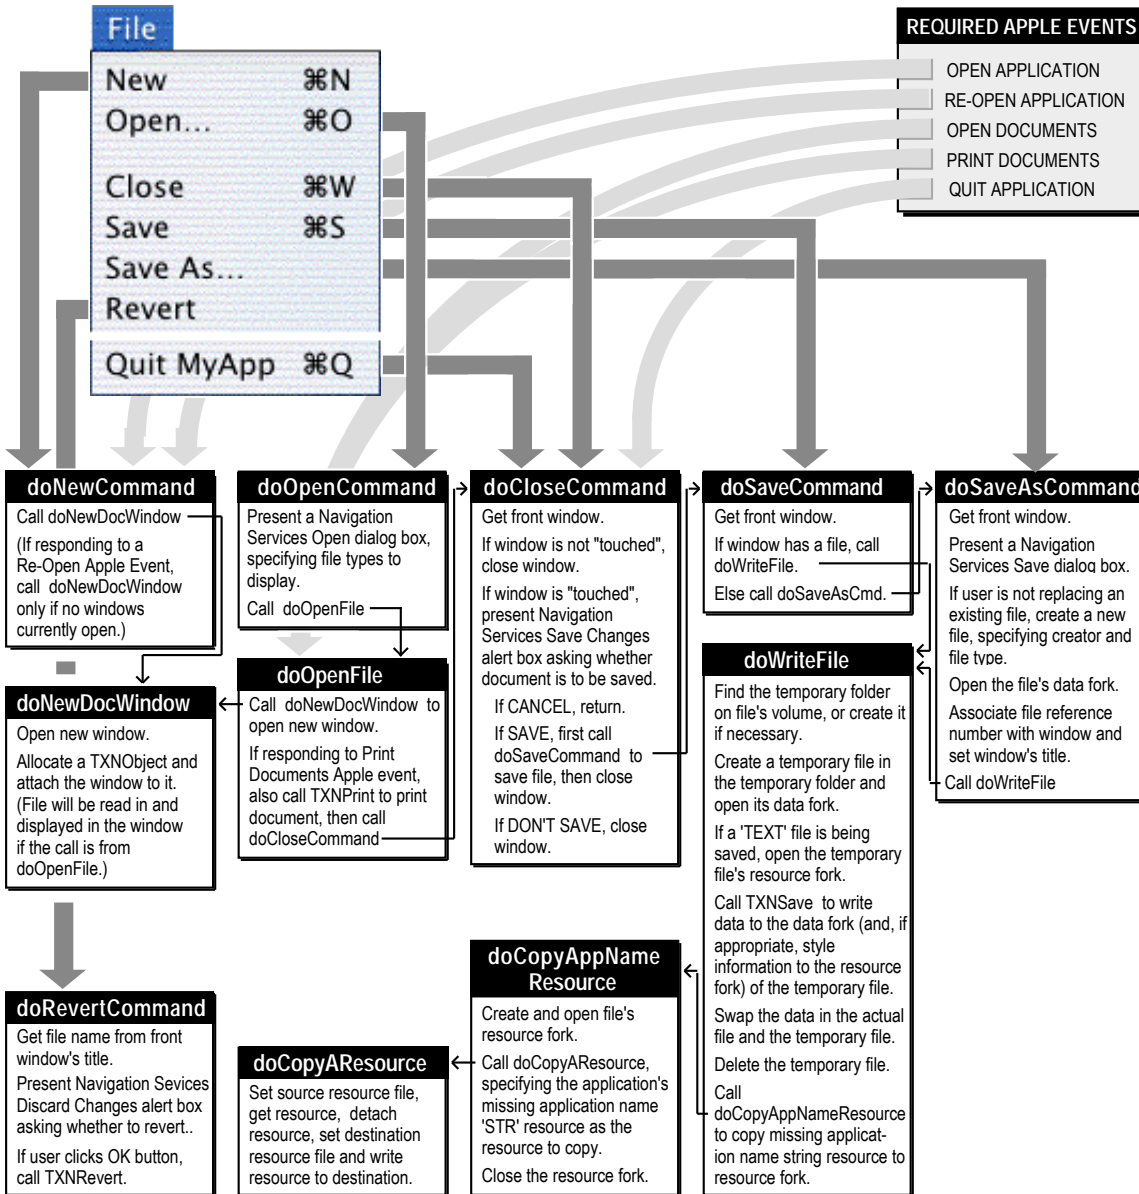 File
New ⌘N
Open... ⌘O
Close ⌘W
Save ⌘S
Save As...
Revert
Quit MyApp ⌘Q
REQUIRED APPLE EVENTS
OPEN APPLICATION
RE-OPEN APPLICATION
OPEN DOCUMENTS
PRINT DOCUMENTS
QUIT APPLICATION
doNewCommand
Call doNewDocWindow
(If responding to a
Re-Open Apple Event,
call doNewDocWindow
only if no windows
currently open.)
doOpenCommand
Present a Navigation
Services Open dialog box,
specifying file types to
display.
Call doOpenFile
doCloseCommand
Get front window.
If window is not "touched",
close window.
If window is "touched",
present Navigation
Services Save Changes
alert box asking whether
document is to be saved.
If CANCEL, return.
If SAVE, first call
doSaveCommand to
save file, then close
window.
If DON'T SAVE, close
window.
doSaveCommand
Get front window.
If window has a file, call
doWriteFile.
Else call doSaveAsCmd.
doSaveAsCommand
Get front window.
Present a Navigation
Services Save dialog box.
If user is not replacing an
existing file, create a new
file, specifying creator and
file type.
Open the file's data fork.
Associate file reference
number with window and
set window's title.
Call doWriteFile
doNewDocWindow
Open new window.
Allocate a TXNObject and
attach the window to it.
(File will be read in and
displayed in the window
if the call is from
doOpenFile.)
doOpenFile
Call doNewDocWindow to
open new window.
If responding to Print
Documents Apple event,
also call TXNPrint to print
document, then call
doCloseCommand
doWriteFile
Find the temporary folder
on file's volume, or create it
if necessary.
Create a temporary file in
the temporary folder and
open its data fork.
If a 'TEXT' file is being
saved, open the temporary
file's resource fork.
Call TXNSave to write
data to the data fork (and, if
appropriate, style
information to the resource
fork) of the temporary file.
Swap the data in the actual
file and the temporary file.
Delete the temporary file.
Call
doCopyAppNameResource
to copy missing applicat-
ion name string resource to
resource fork.
doCopyAppName
Resource
Create and open file's
resource fork.
Call doCopyAResource,
specifying the application's
missing application name
'STR' resource as the
resource to copy.
Close the resource fork.
doCopyAResource
Set source resource file,
get resource, detach
resource, set destination
resource file and write
resource to destination.
doRevertCommand
Get file name from front
window's title.
Present Navigation Sevices
Discard Changes alert box
asking whether to revert..
If user clicks OK button,
call TXNRevert.